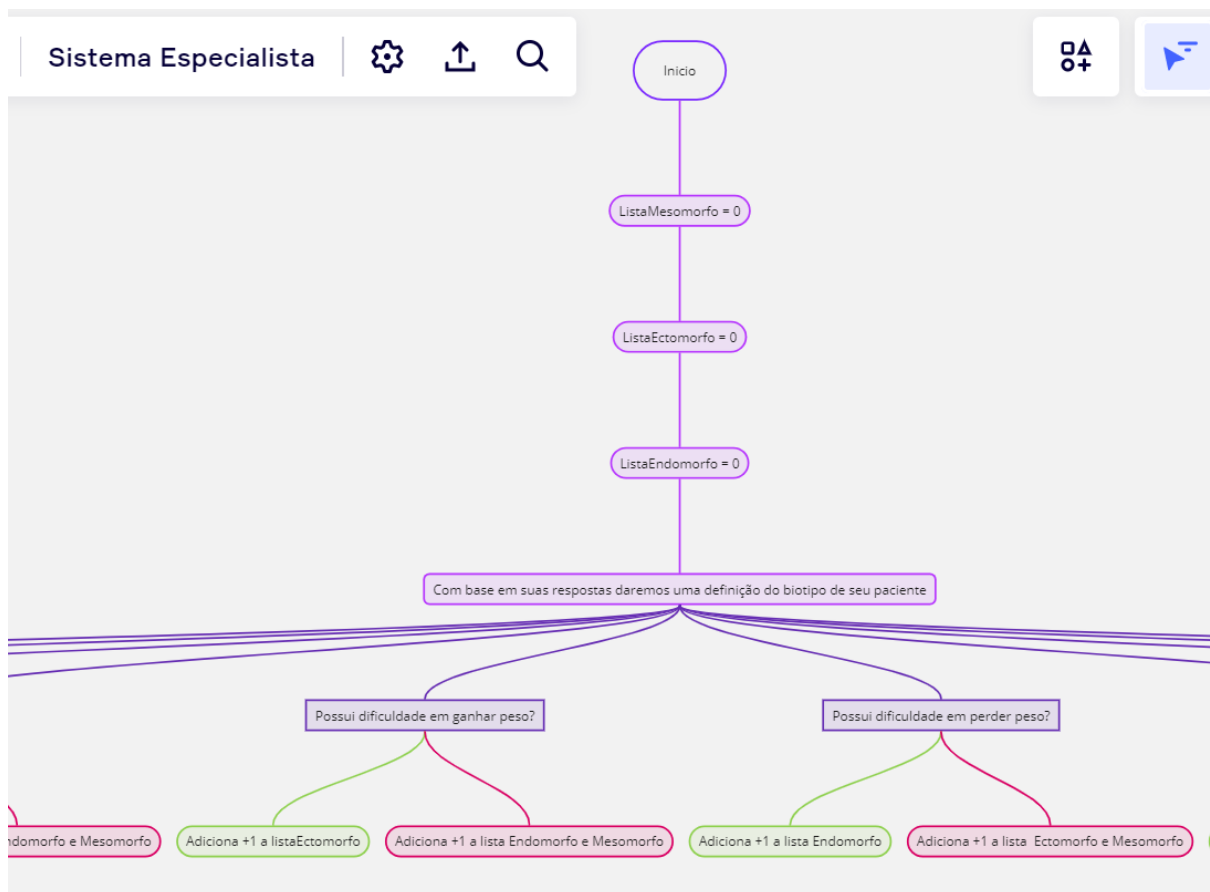 Sistema Especialista
Inicio
ListaMesomorfo = 0
ListaEctomorfo = 0
ListaEndomorfo = 0
Com base em suas respostas daremos uma definição do biotipo de seu paciente
Possui dificuldade em ganhar peso?
Possui dificuldade em perder peso?
ndomorfo e Mesomorfo
Adiciona +1 a listaEctomorfo
Adiciona +1 a lista Endomorfo e Mesomorfo
Adiciona +1 a lista Endomorfo
Adiciona +1 a lista  Ectomorfo e Mesomorfo